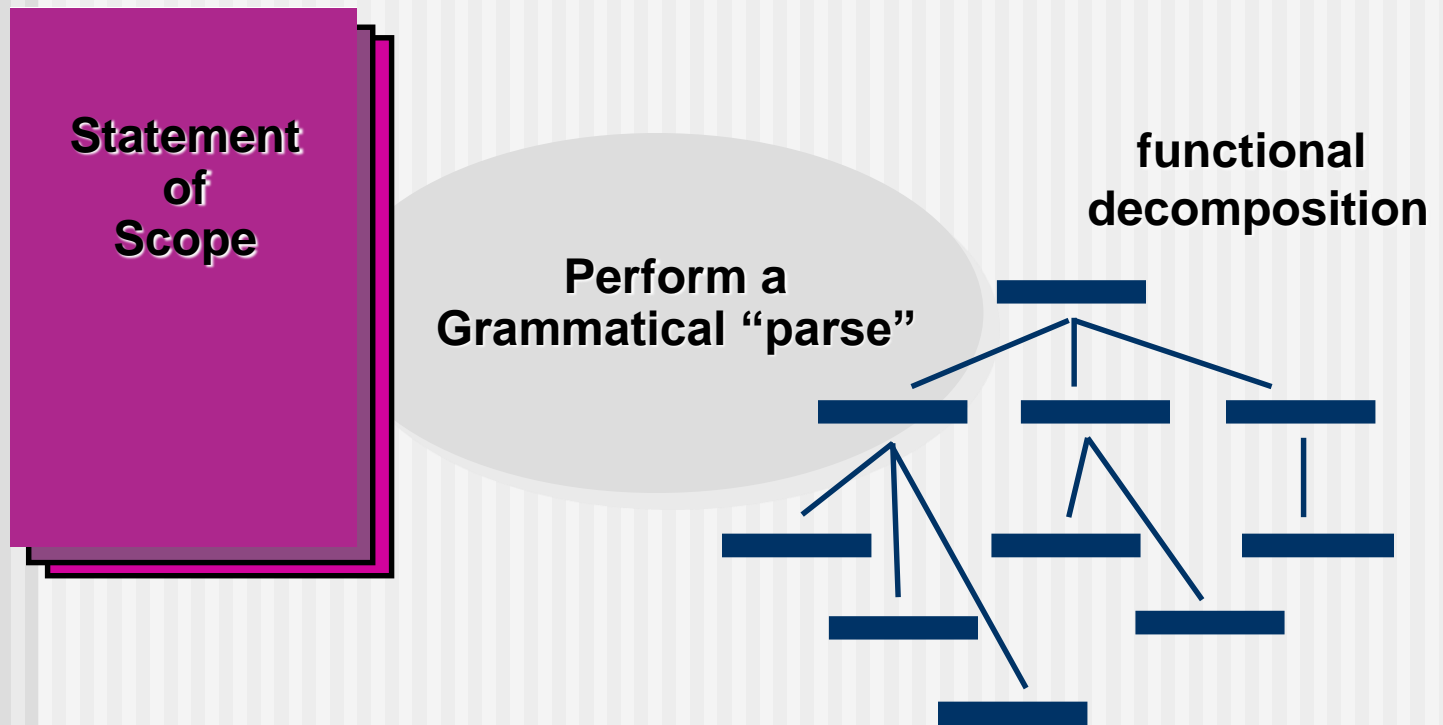 Statement
of
Scope
Perform a
Grammatical “parse”
functional
decomposition